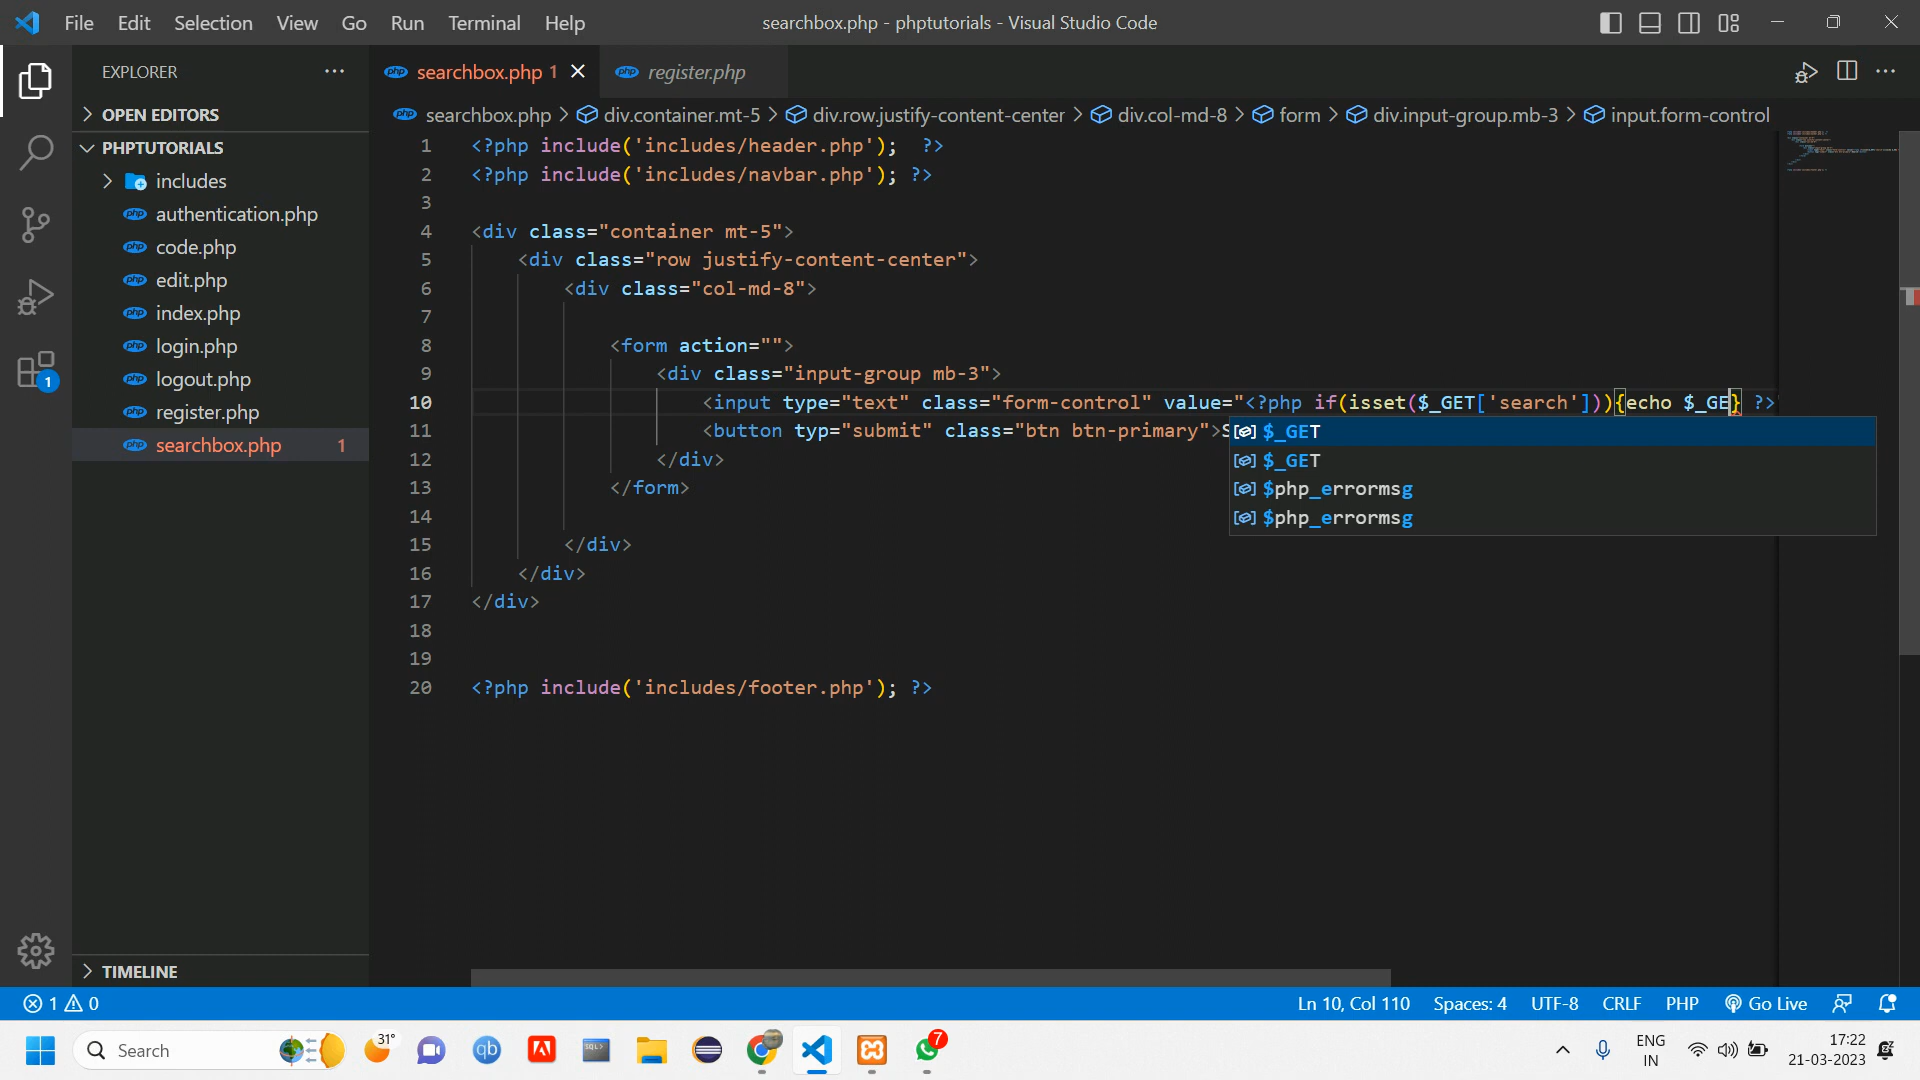 File Edit Selection View Go Run Terminal Help
searchbox.php - phptutorials - Visual Studio Code
EXPLORER
OPEN EDITORS
PHPTUTORIALS
includes
authentication.php
code.php
edit.php
index.php
login.php
logout.php
register.php
searchbox.php 1
TIMELINE
1
searchbox.php 1
register.php
searchbox.php > div.container.mt-5 > div.row.justify-content-center > div.col-md-8 > form > div.input-group.mb-3 > input.form-control
1 <?php include('includes/header.php');  ?>
2 <?php include('includes/navbar.php'); ?>
3
4 <div class="container mt-5">
5 <div class="row justify-content-center">
6 <div class="col-md-8">
7
8 <form action="">
9 <div class="input-group mb-3">
10 <input type="text" class="form-control" value="<?php if(isset($_GET['search'])){echo $_GE} ?>
11 <button typ="submit" class="btn btn-primary">S
12 </div>
13 </form>
14
15 </div>
16 </div>
17 </div>
18
19
20 <?php include('includes/footer.php'); ?>
$_GET
$_GET
$php_errormsg
$php_errormsg
1 0
Ln 10, Col 110 Spaces: 4 UTF-8 CRLF PHP Go Live
Search
31°
qb
SQL>
7
ENG
IN
17:22
21-03-2023